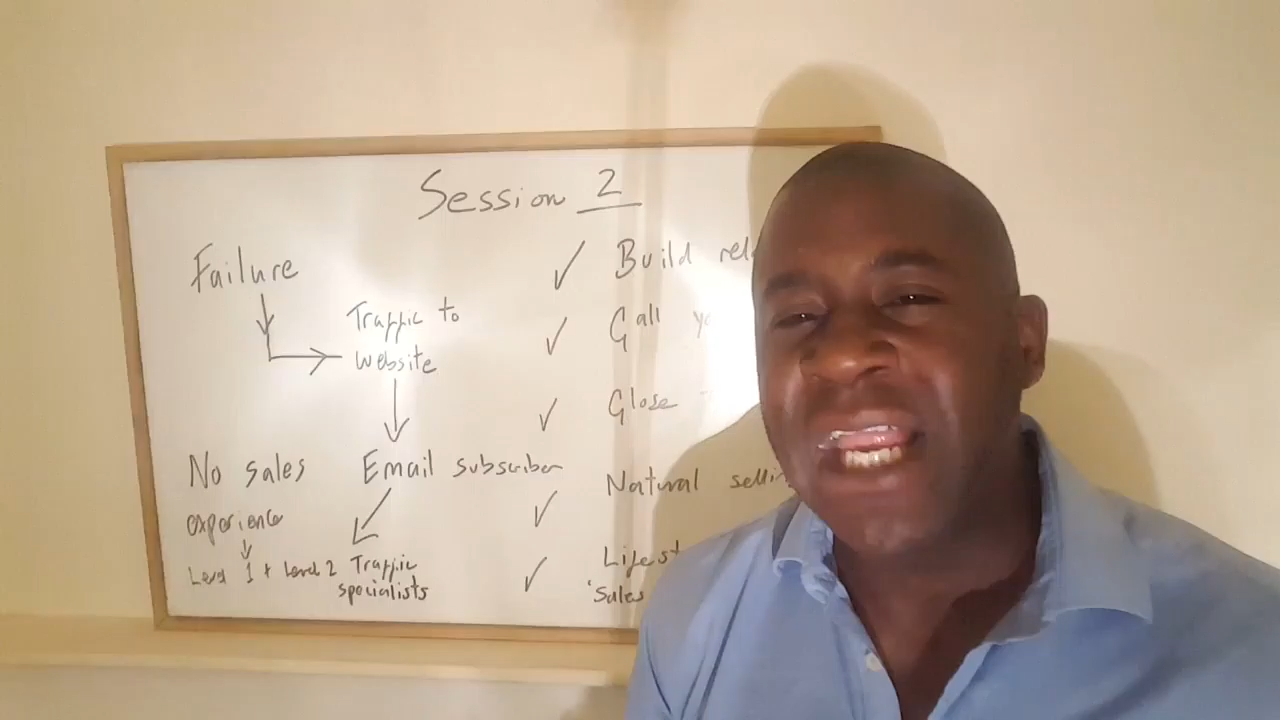 Session 2
Failure
Traffic to
website
Email subscriber
No sales
experience
Level 1 + Level 2
Traffic
specialists
Build
Call
Close
Natural
'Sales